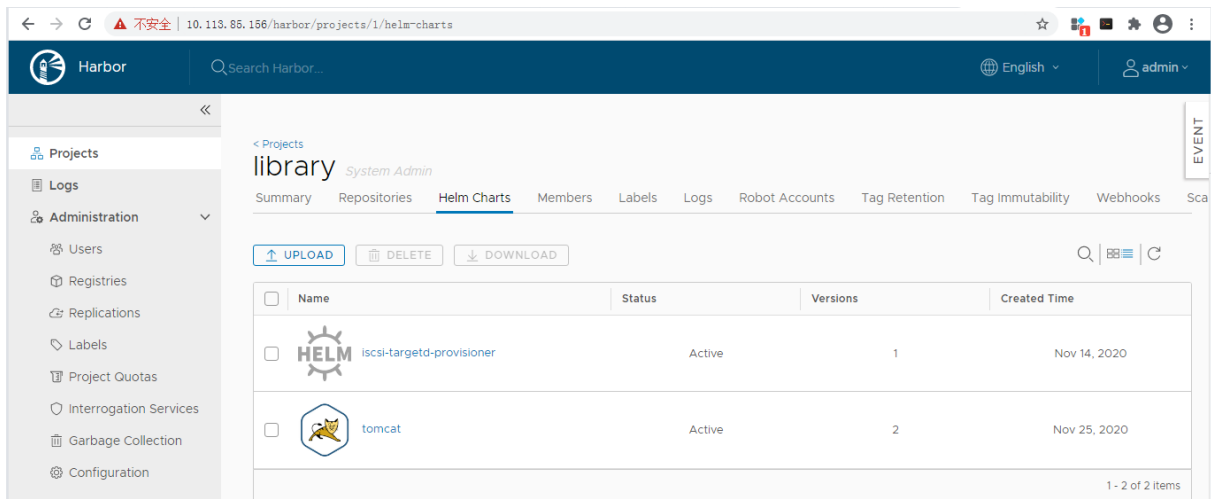 不安全 | 10.113.85.156/harbor/projects/1/helm-charts
1
Harbor
Search Harbor...
English
admin
EVENT
< Projects
Projects
library System Admin
Logs
Summary Repositories Helm Charts Members Labels Logs Robot Accounts Tag Retention Tag Immutability Webhooks Sca
Administration
Users
UPLOAD DELETE DOWNLOAD
Registries
Name Status Versions Created Time
Replications
Labels
HELM iscsi-targetd-provisioner Active 1 Nov 14, 2020
Project Quotas
Interrogation Services
tomcat Active 2 Nov 25, 2020
Garbage Collection
Configuration
1 - 2 of 2 items